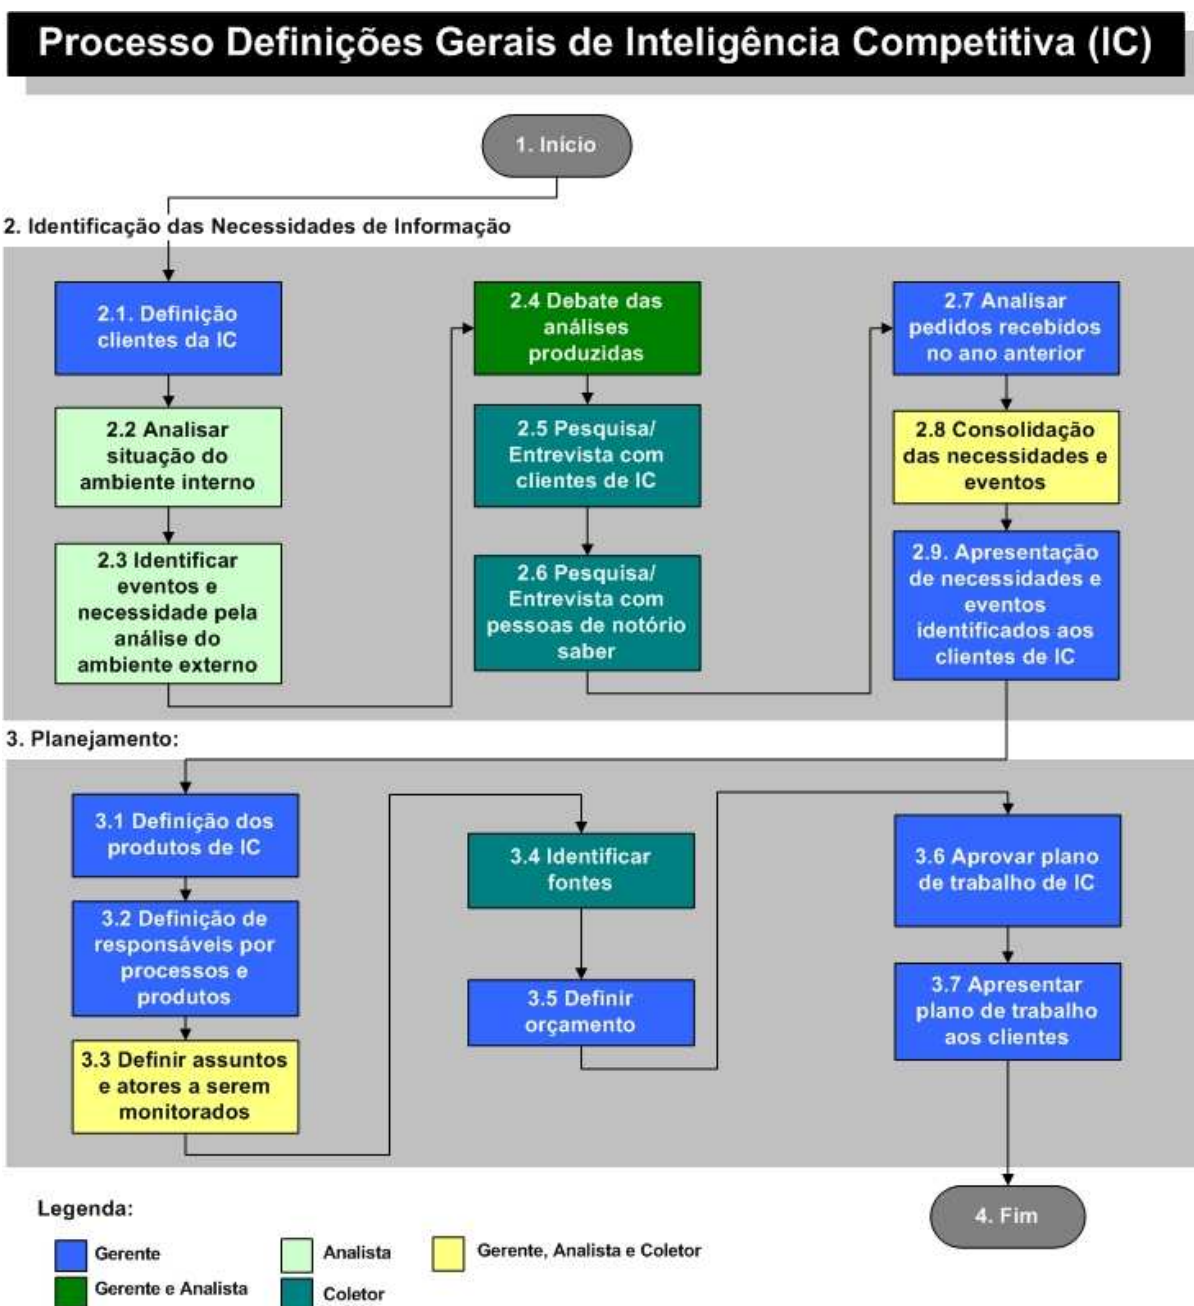 Processo Definições Gerais de Inteligência Competitiva (IC)
1. Início
2. Identificação das Necessidades de Informação
2.1. Definição
clientes da IC
2.2 Analisar
situação do
ambiente interno
2.3 Identificar
eventos e
necessidade pela
análise do
ambiente externo
2.4 Debate das
análises
produzidas
2.5 Pesquisa/
Entrevista com
clientes de IC
2.6 Pesquisa/
Entrevista com
pessoas de notório
saber
2.7 Analisar
pedidos recebidos
no ano anterior
2.8 Consolidação
das necessidades e
eventos
2.9. Apresentação
de necessidades e
eventos
identificados aos
clientes de IC
3. Planejamento:
3.1 Definição dos
produtos de IC
3.2 Definição de
responsáveis por
processos e
produtos
3.3 Definir assuntos
e atores a serem
monitorados
3.4 Identificar
fontes
3.5 Definir
orçamento
3.6 Aprovar plano
de trabalho de IC
3.7 Apresentar
plano de trabalho
aos clientes
4. Fim
Legenda:
Gerente
Gerente e Analista
Analista
Coletor
Gerente, Analista e Coletor